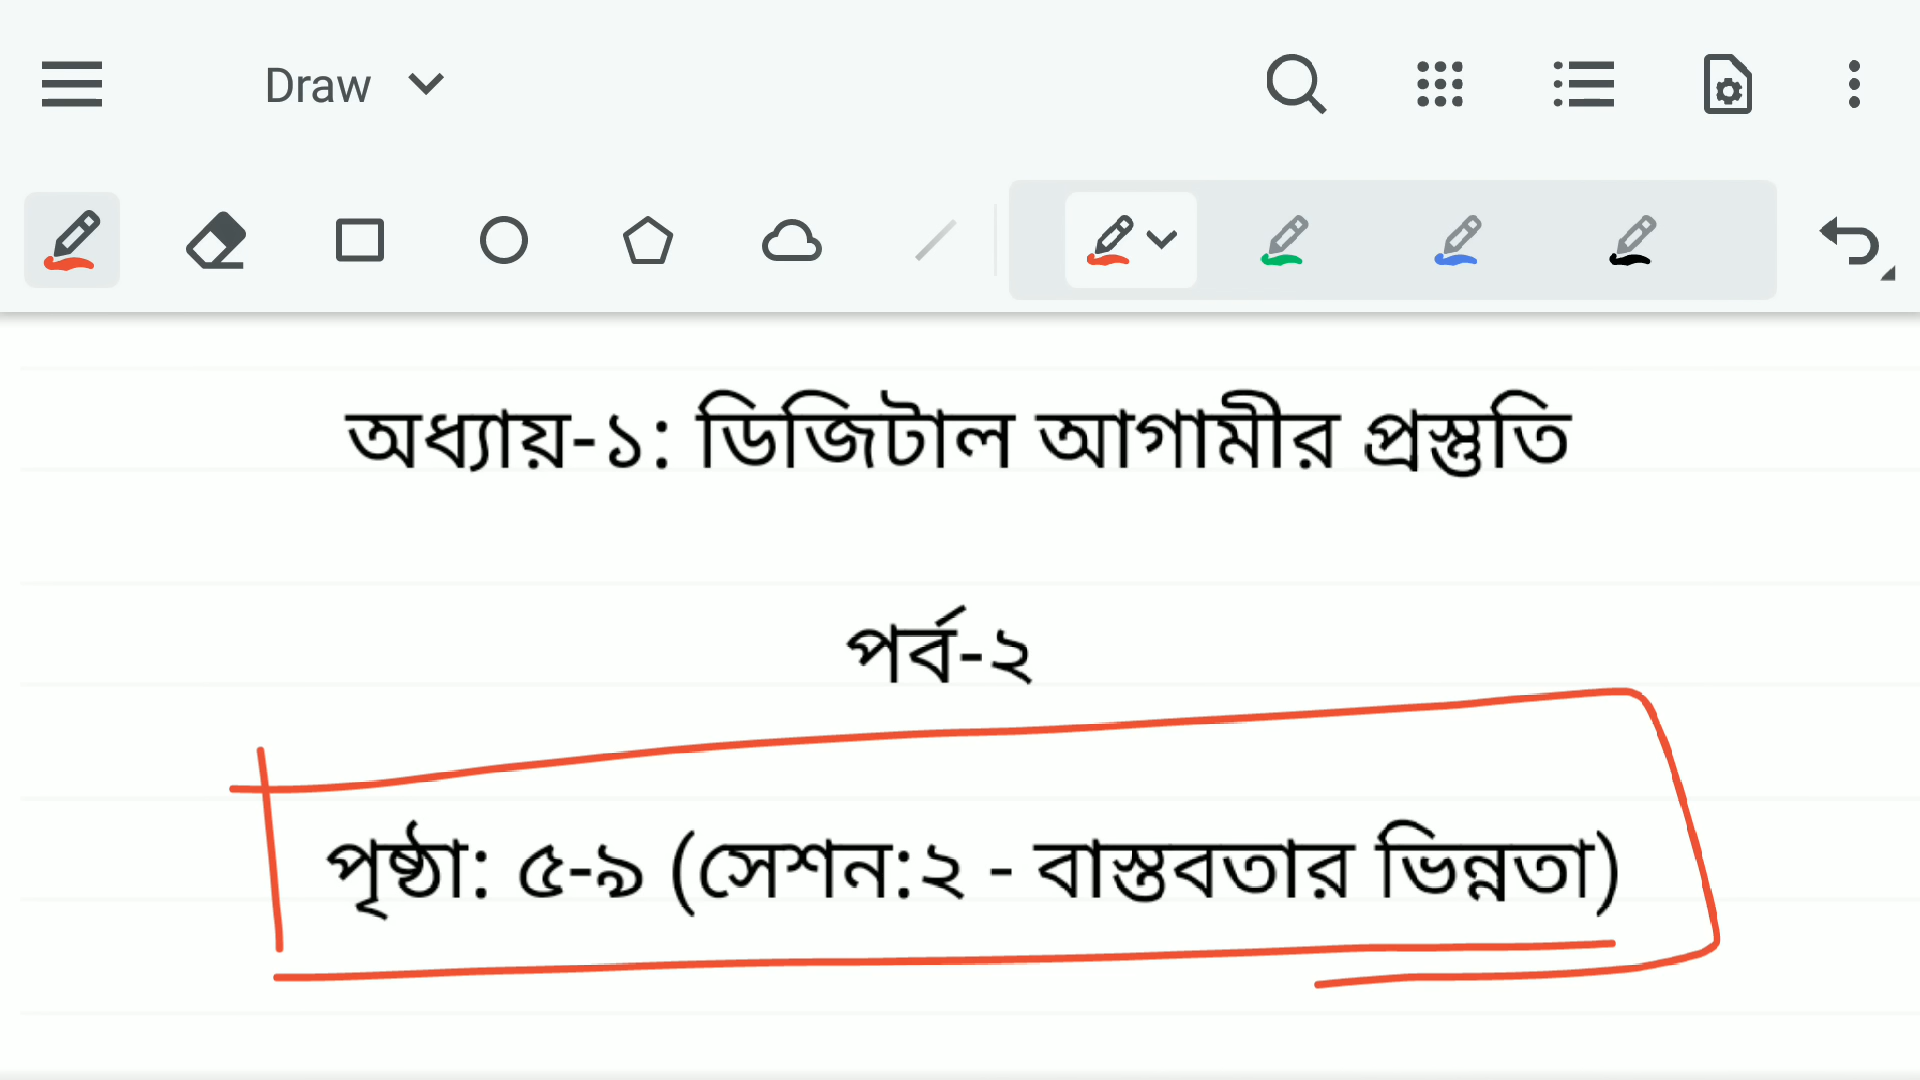 Draw
অধ্যায়-১: ডিজিটাল আগামীর প্রস্তুতি
পর্ব-২
পৃষ্ঠা: ৫-৯ (সেশন:২ - বাস্তবতার ভিন্নতা)